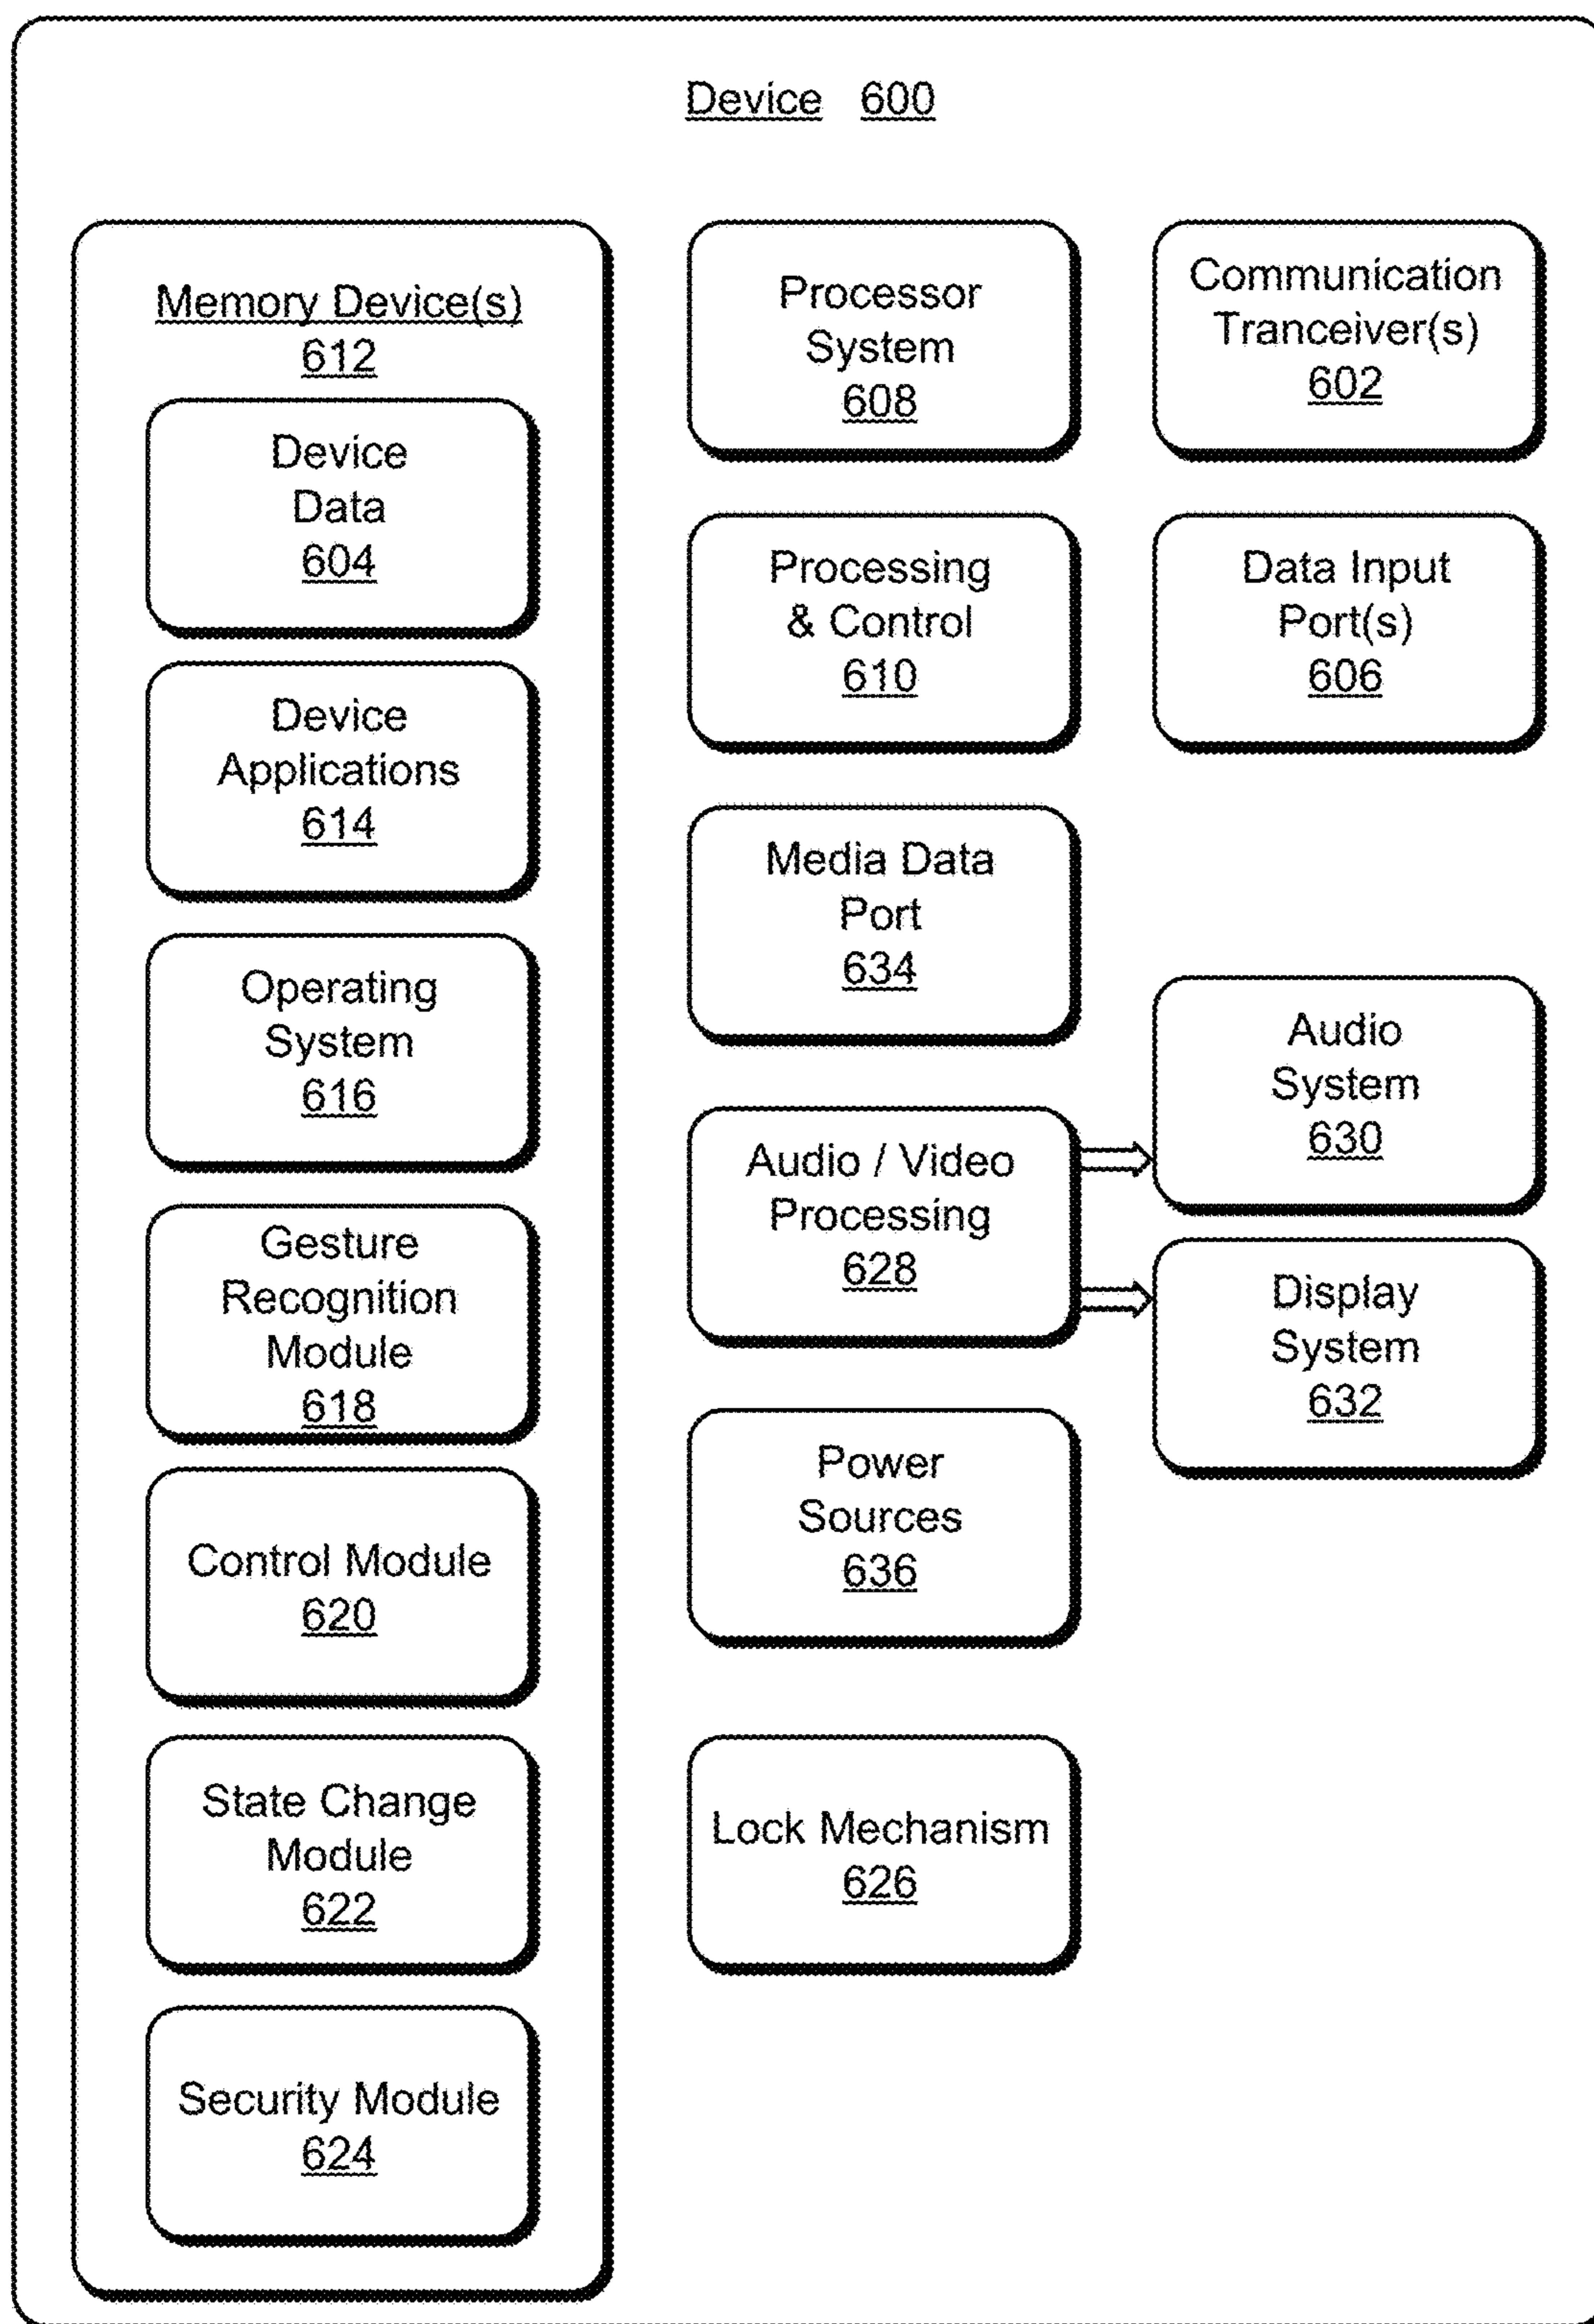 Device 600
Memory Device(s)
612
Device
Data
604
Device
Applications
614
Operating
System
616
Gesture
Recognition
Module
618
Control Module
620
State Change
Module
622
Security Module
624
Processor
System
608
Processing
& Control
610
Media Data
Port
634
Audio / Video
Processing
628
Power
Sources
636
Lock Mechanism
626
Communication
Tranceiver(s)
602
Data Input
Port(s)
606
Audio
System
630
Display
System
632